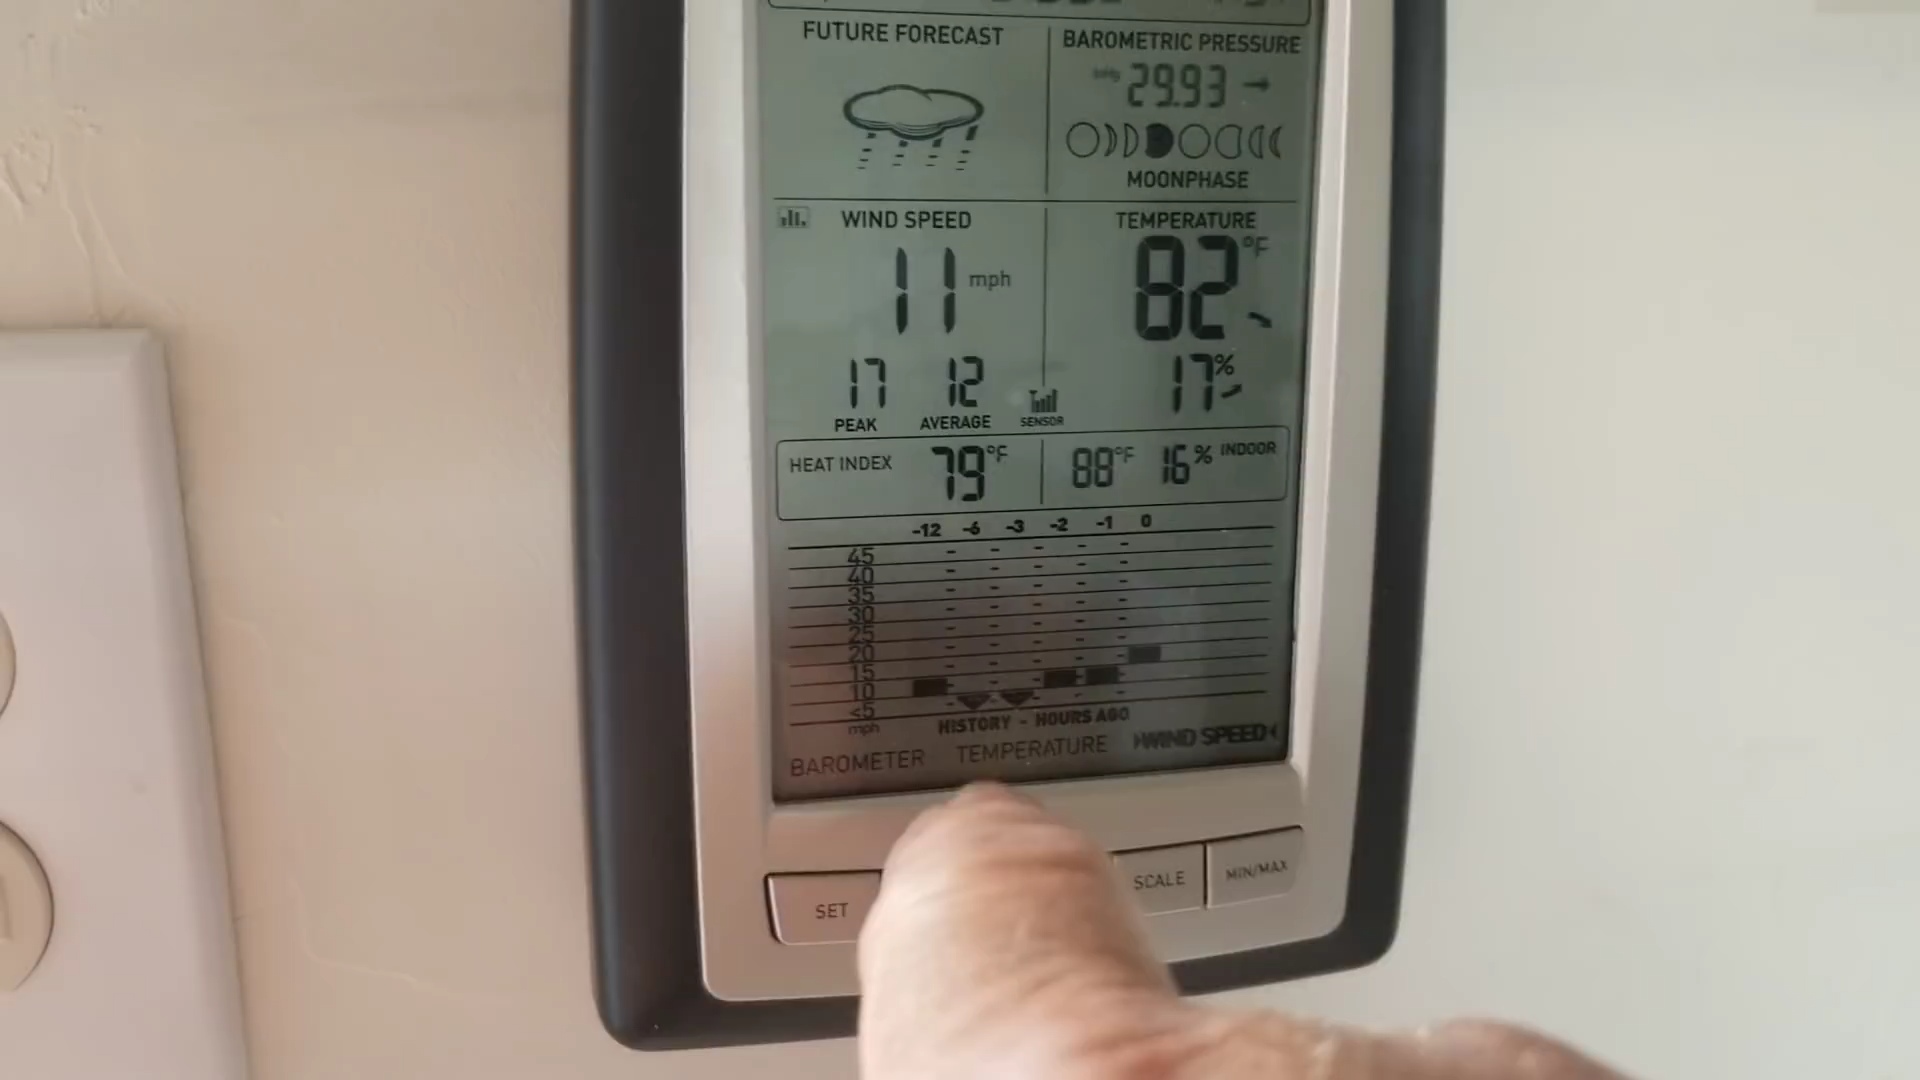 FUTURE FORECAST
BAROMETRIC PRESSURE
inHg 29.93
MOONPHASE
WIND SPEED
TEMPERATURE
11 mph
82 °F
17 12
17%
PEAK AVERAGE SENSOR
HEAT INDEX 79°F
88°F 16% INDOOR
-12 -6 -3 -2 -1 0
45
40
35
30
25
20
15
10
<5
mph
HISTORY - HOURS AGO
BAROMETER TEMPERATURE WIND SPEED
SET SCALE MIN/MAX